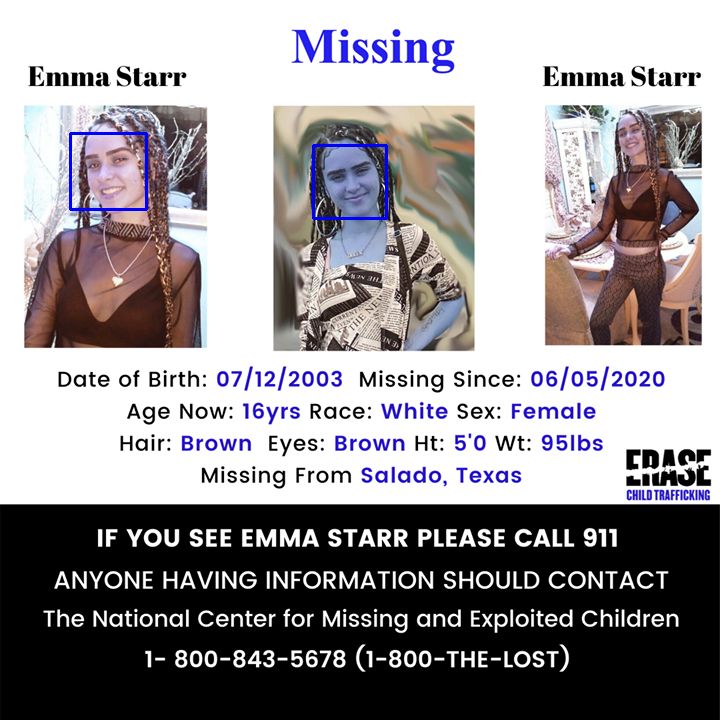 Missing
Emma Starr
Emma Starr
Date of Birth: 07/12/2003 Missing Since: 06/05/2020
Age Now: 16yrs Race: White Sex: Female
Hair: Brown Eyes: Brown Ht: 5'0 Wt: 95lbs
Missing From Salado, Texas
ERASE
CHILD TRAFFICKING
IF YOU SEE EMMA STARR PLEASE CALL 911
ANYONE HAVING INFORMATION SHOULD CONTACT
The National Center for Missing and Exploited Children
1- 800-843-5678 (1-800-THE-LOST)